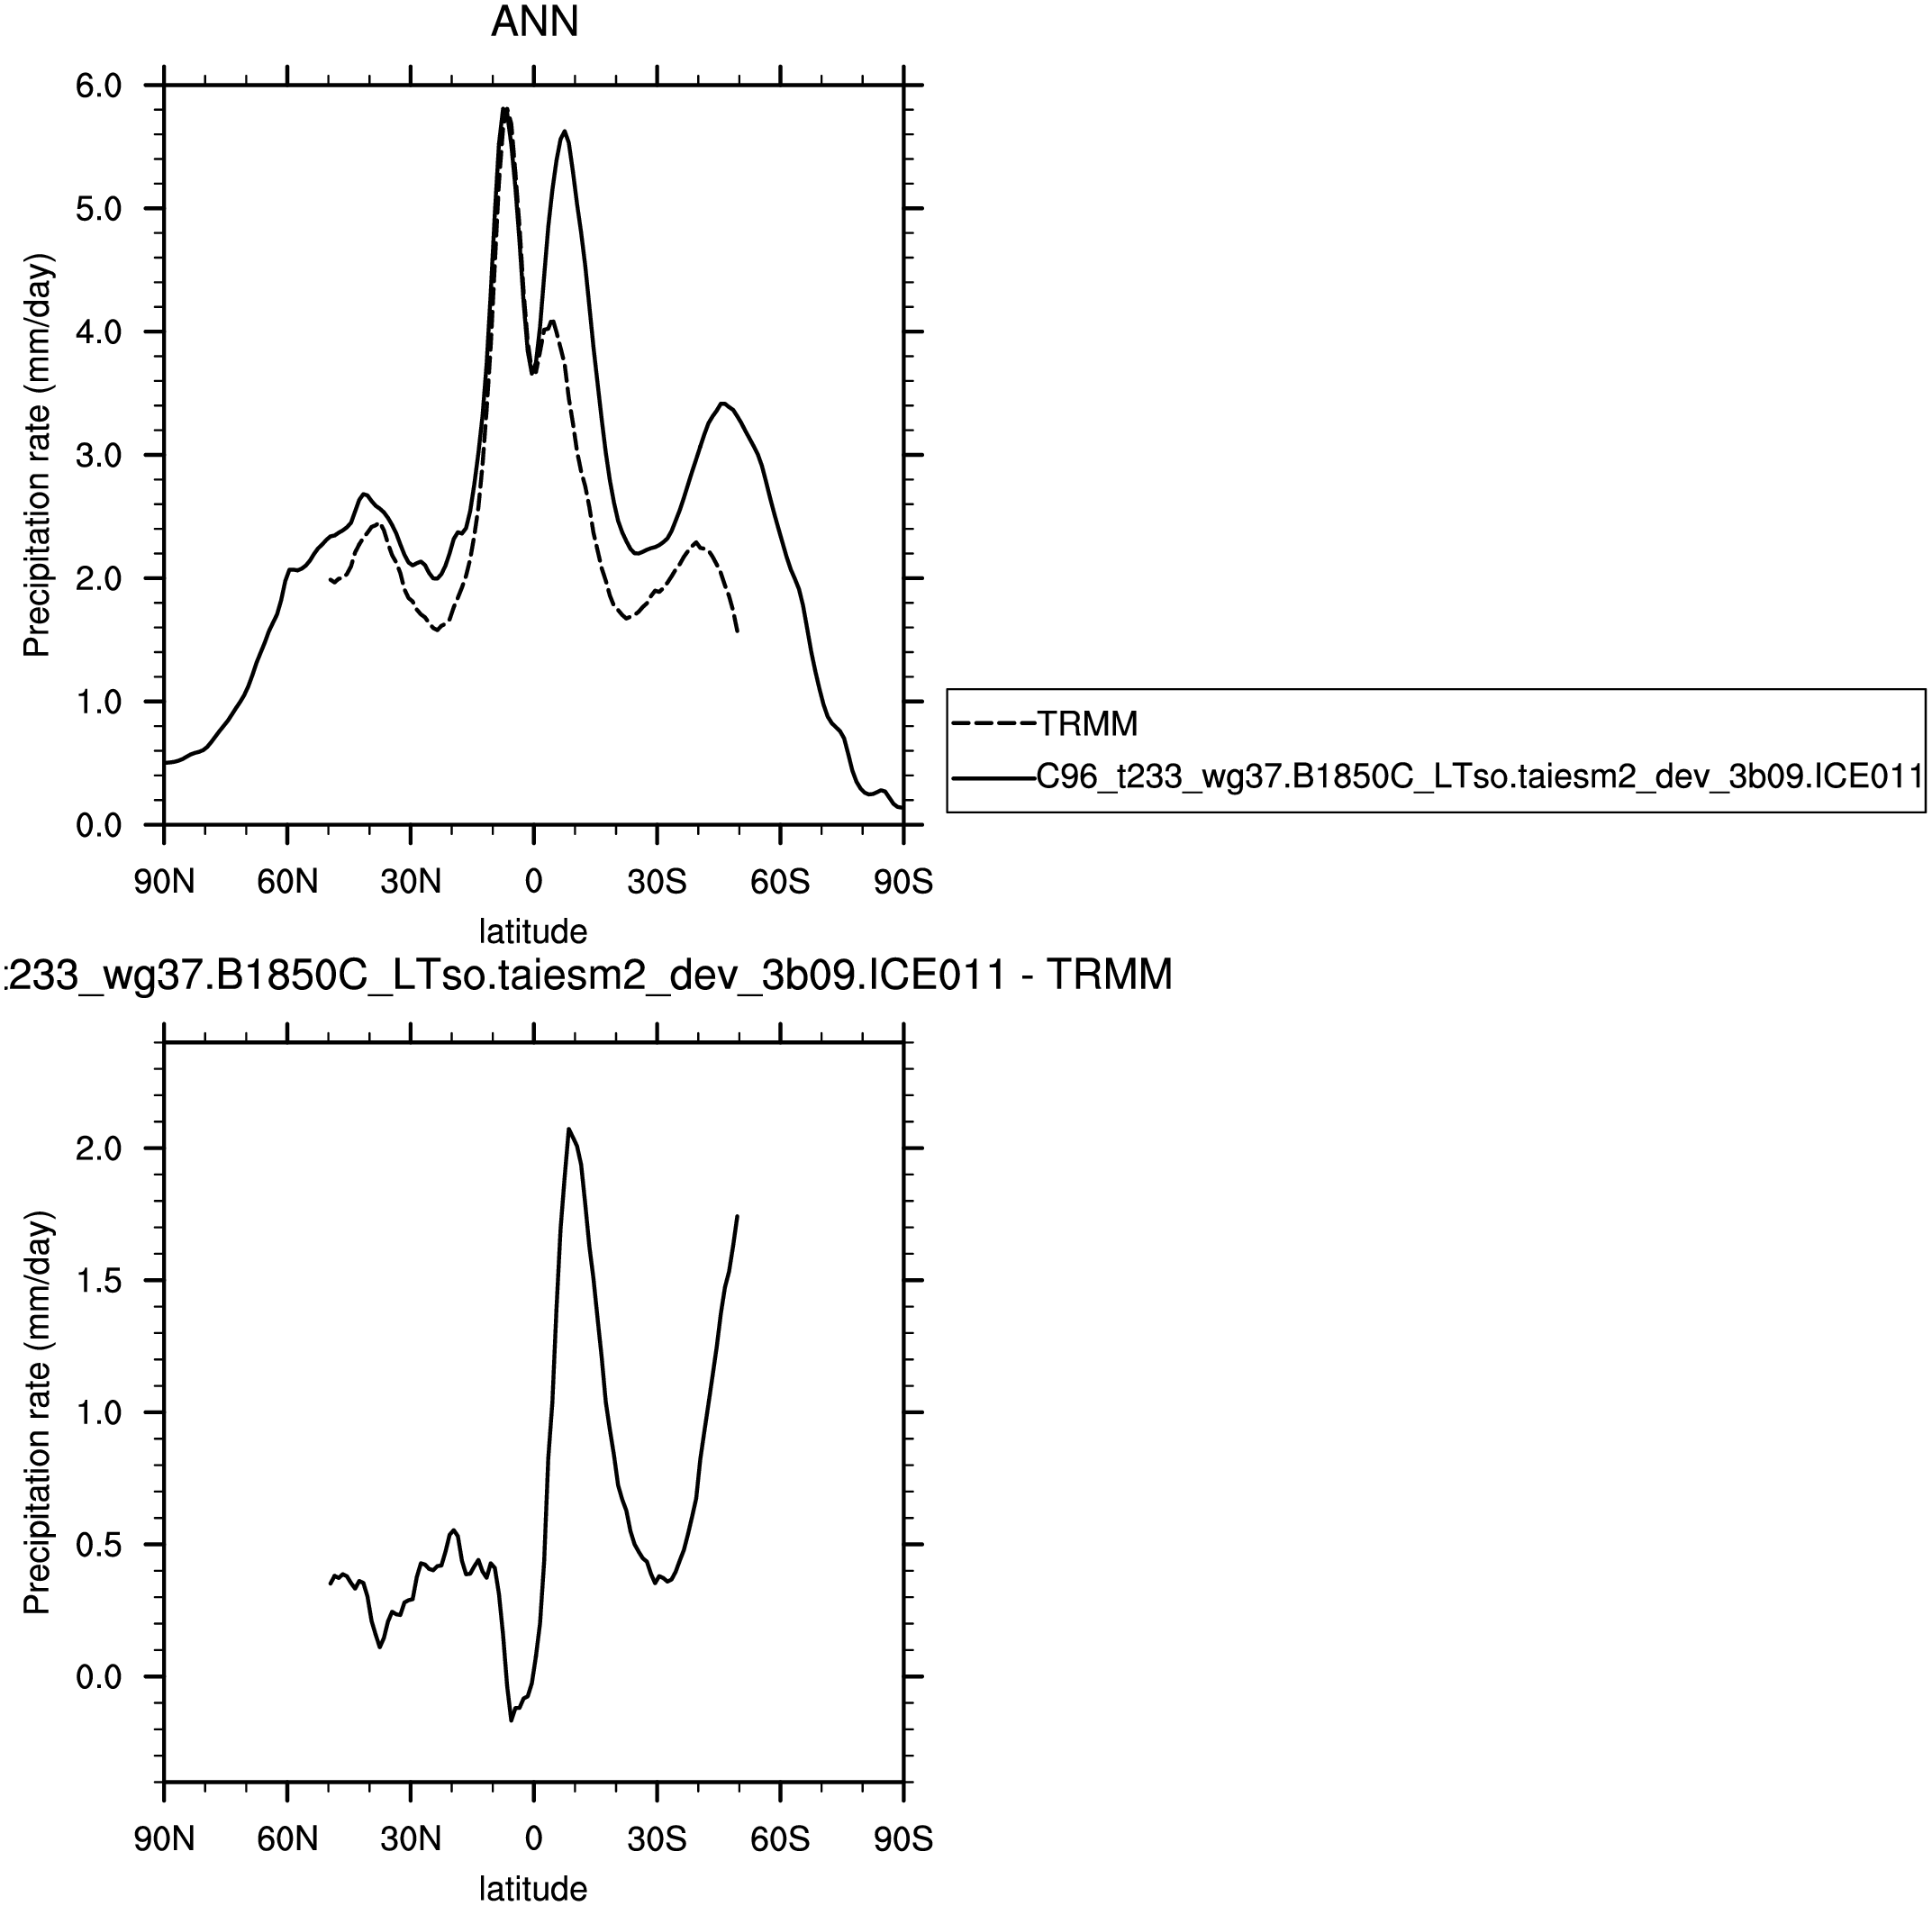 ANN
6.0
5.0
4.0
3.0
2.0
1.0
0.0
Precipitation rate (mm/day)
90N 60N 30N 0 30S 60S 90S
latitude
TRMM
C96_t233_wg37.B1850C_LTso.taiesm2_dev_3b09.ICE011
:233_wg37.B1850C_LTso.taiesm2_dev_3b09.ICE011 - TRMM
2.0
1.5
1.0
0.5
0.0
Precipitation rate (mm/day)
90N 60N 30N 0 30S 60S 90S
latitude